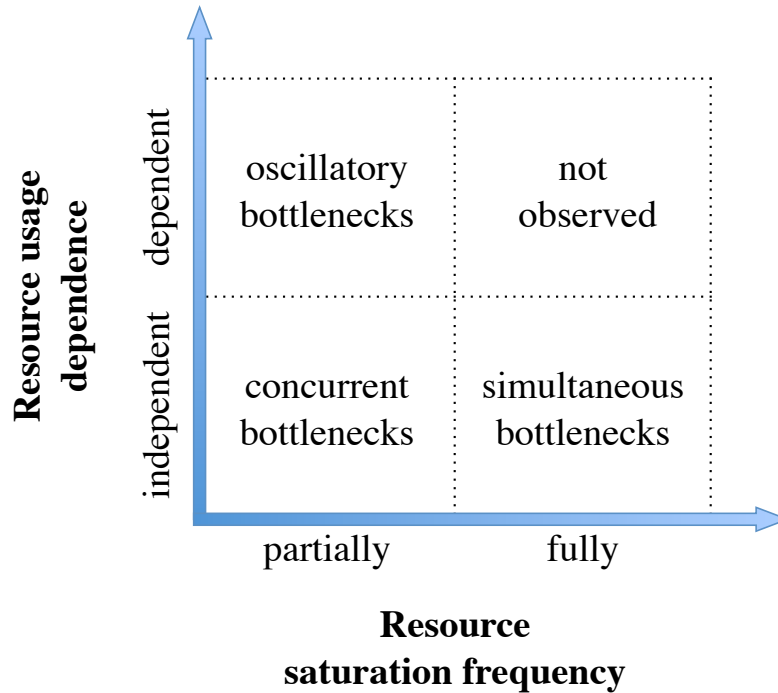 Resource usage
dependence
dependent
independent
oscillatory
bottlenecks
not
observed
concurrent
bottlenecks
simultaneous
bottlenecks
partially
fully
Resource
saturation frequency